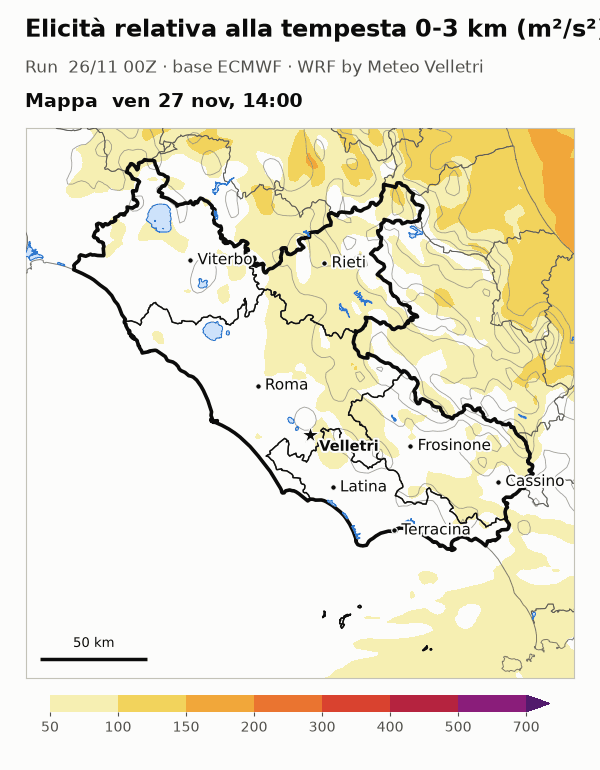 Elicità relativa alla tempesta 0-3 km (m²/s²)
Run 26/11 00Z · base ECMWF · WRF by Meteo Velletri
Mappa ven 27 nov, 14:00
Viterbo
Rieti
Roma
Velletri
Frosinone
Latina
Cassino
Terracina
50 km
50 100 150 200 300 400 500 700